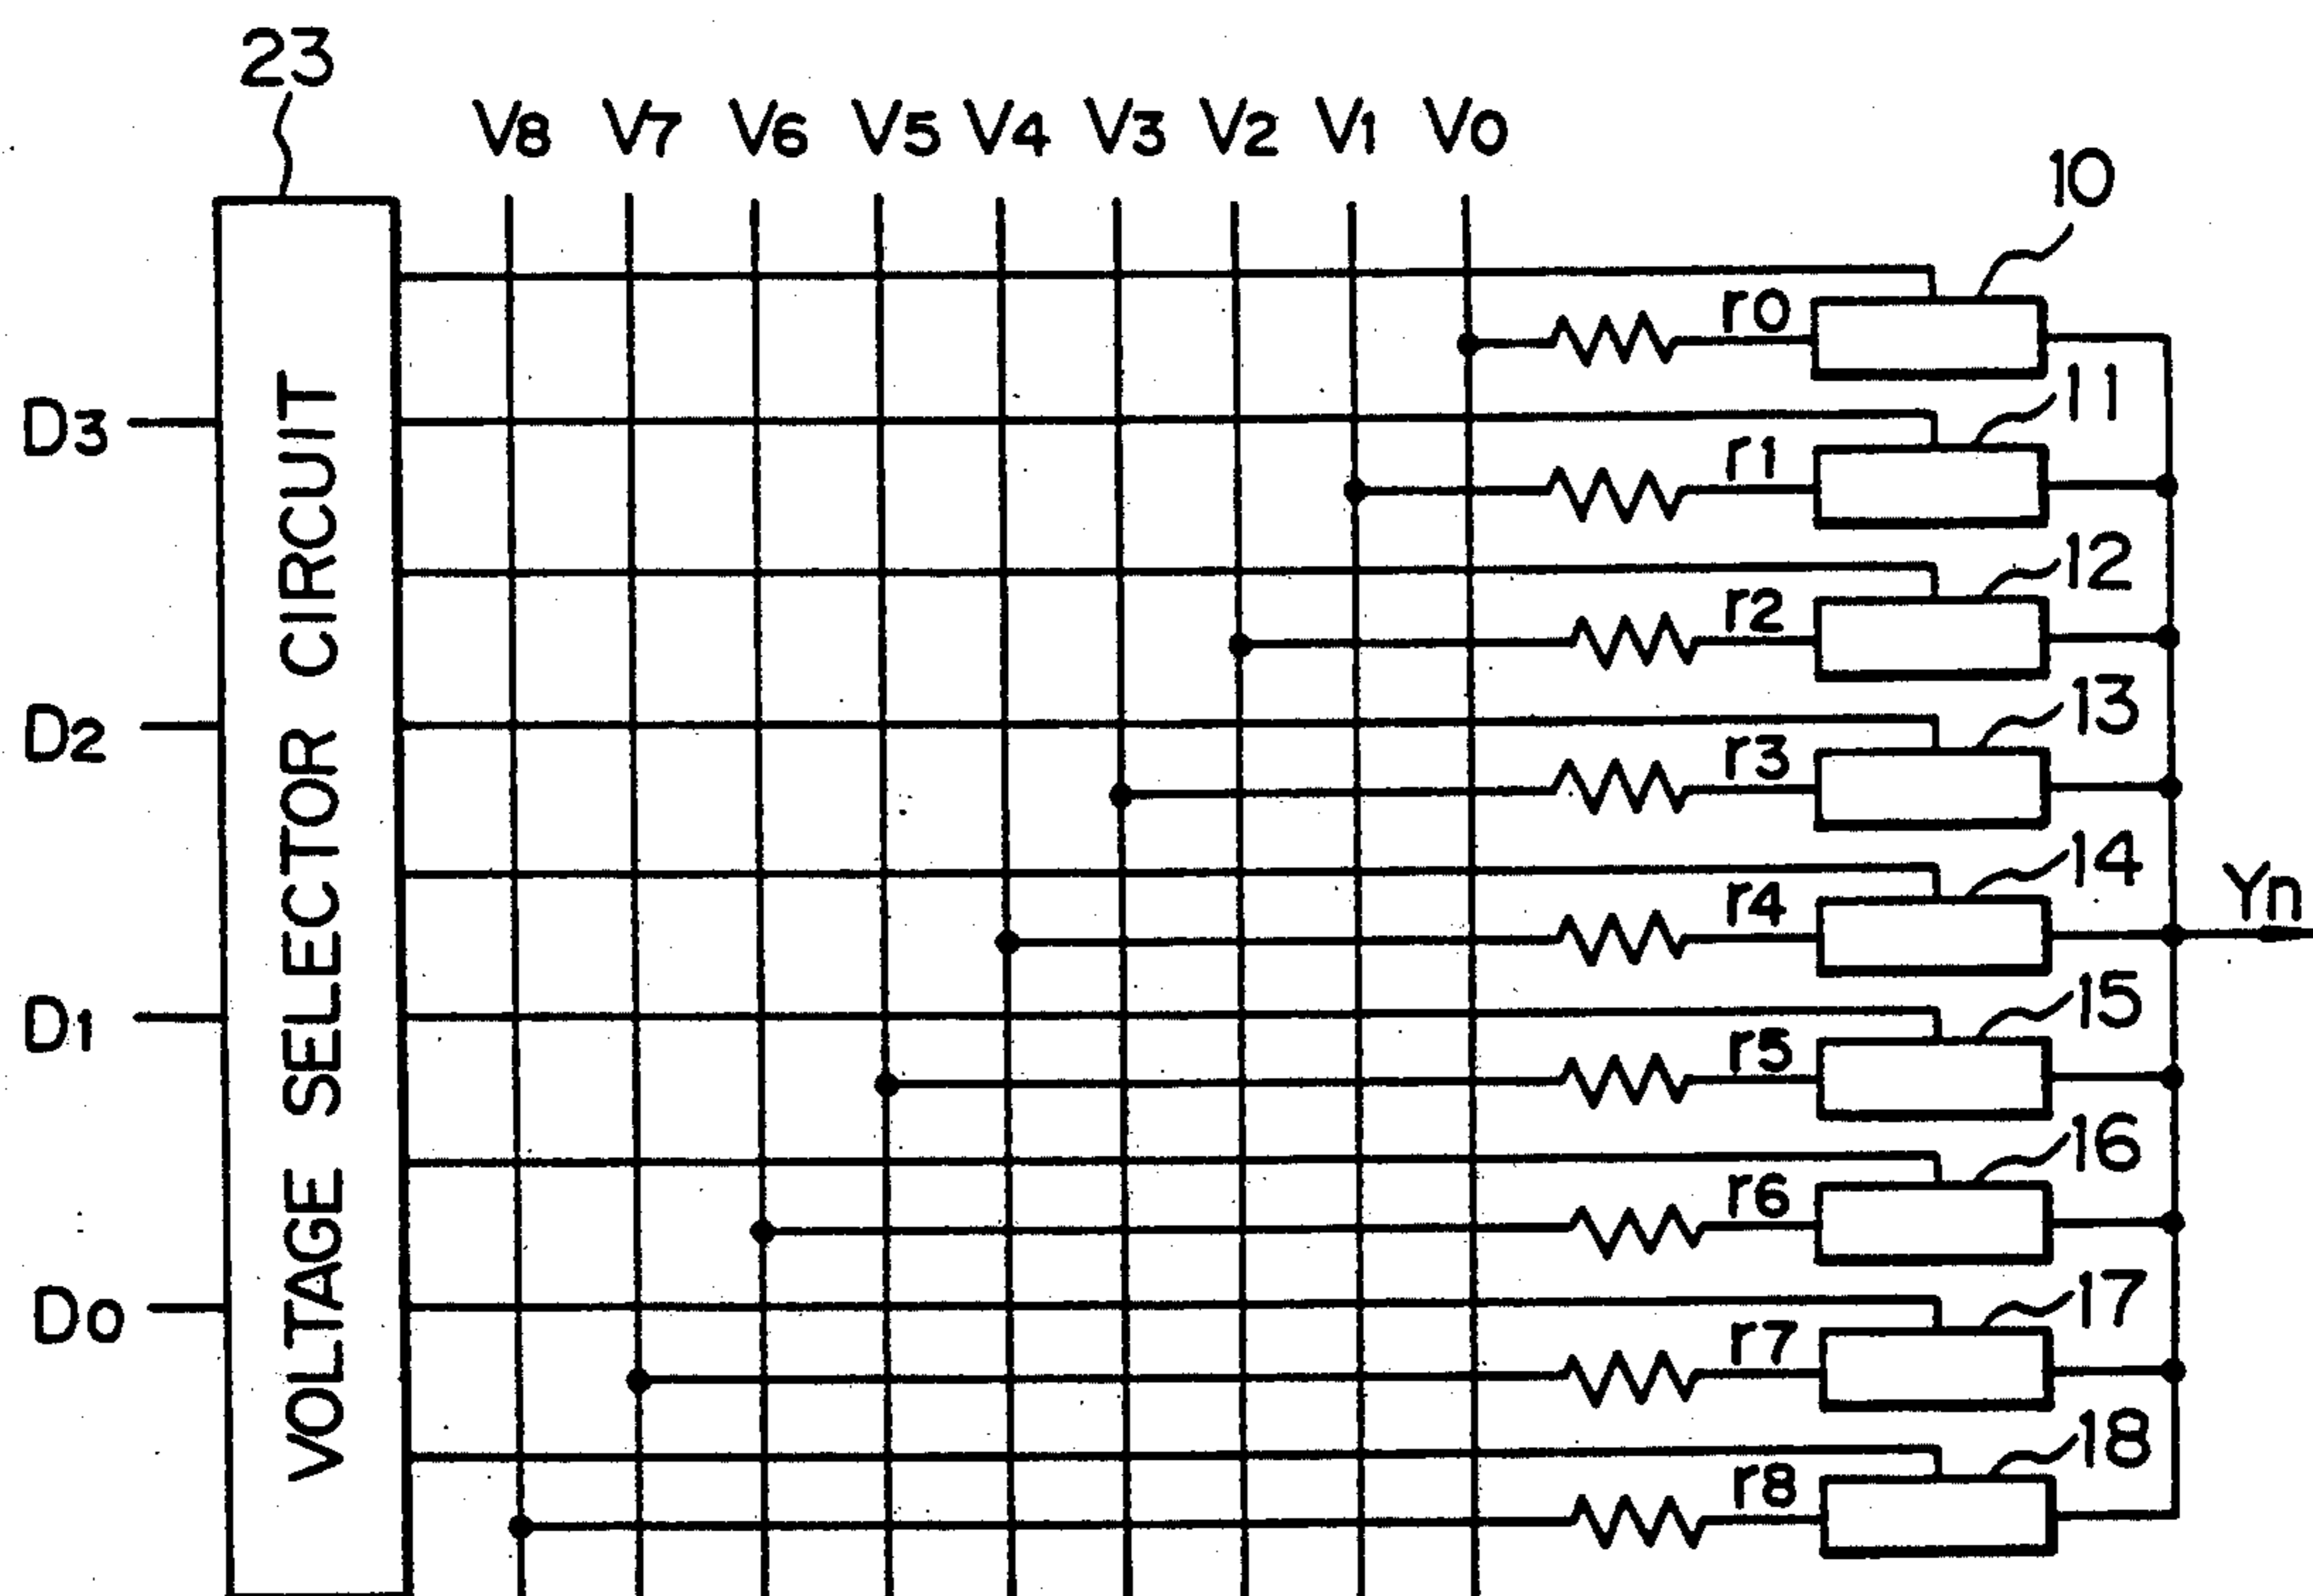 23
V8 V7 V6 V5 V4 V3 V2 V1 V0
10
r0
11
D3
r1
12
r2
13
D2
r3
14
r4
Yn
15
D1
r5
16
r6
17
D0
r7
18
r8
VOLTAGE SELECTOR CIRCUIT